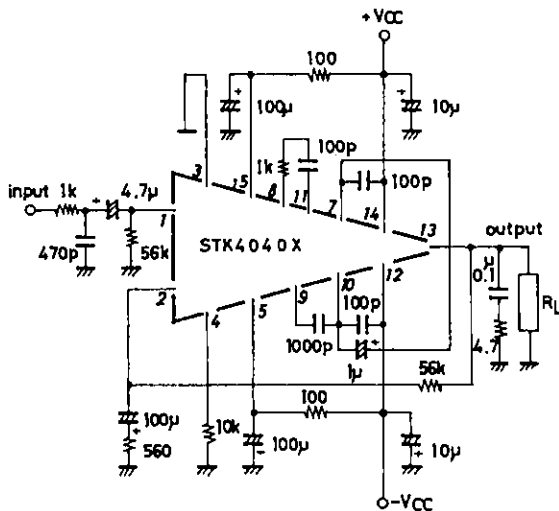 +VCC
100
100μ
+
10μ
+
100p
1k
100p
3
15
8
11
7
14
13
input
1k
4.7μ
+
1
470p
56k
STK4040X
output
μ
0.1
RL
4.7
12
10
9
5
4
2
100p
1000p
1μ
+
56k
100
100μ
+
560
10k
100μ
-
10μ
+
-VCC